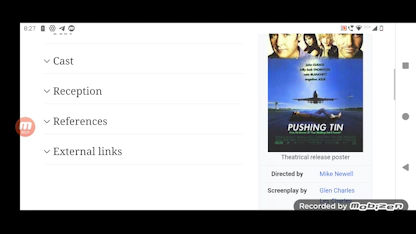 8:27
Cast
Reception
References
External links
PUSHING TIN
Theatrical release poster
Directed by Mike Newell
Screenplay by Glen Charles
Recorded by mobizen